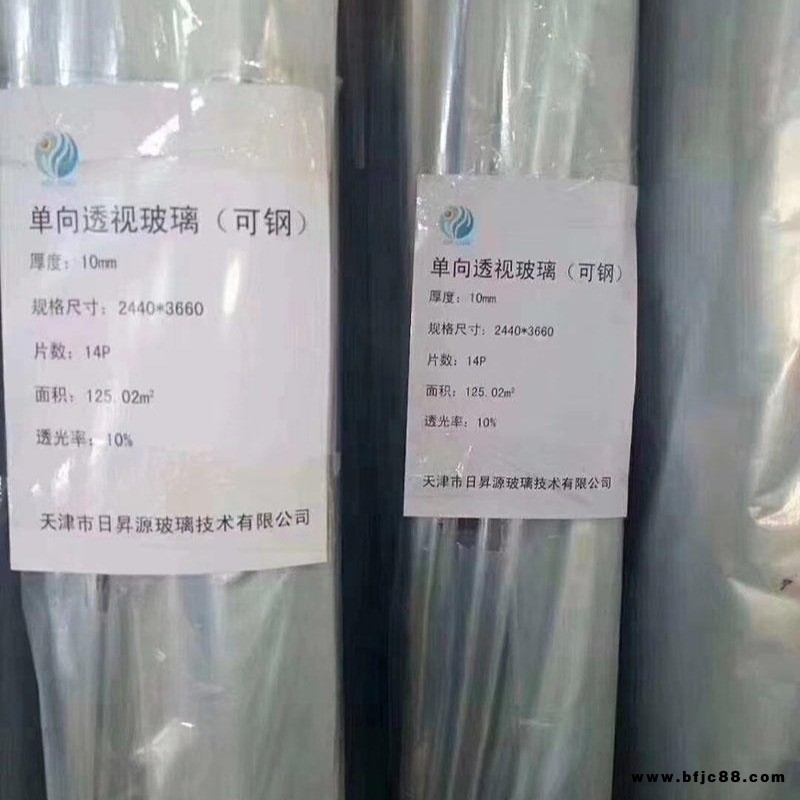 单向透视玻璃（可钢）
厚度：10mm
规格尺寸：2440*3660
片数：14P
面积：125.02m²
透光率：10%
天津市日昇源玻璃技术有限公司
单向透视玻璃（可钢）
厚度：10mm
规格尺寸：2440*3660
片数：14P
面积：125.02m²
透光率：10%
天津市日昇源玻璃技术有限公司
www.bfjc88.com